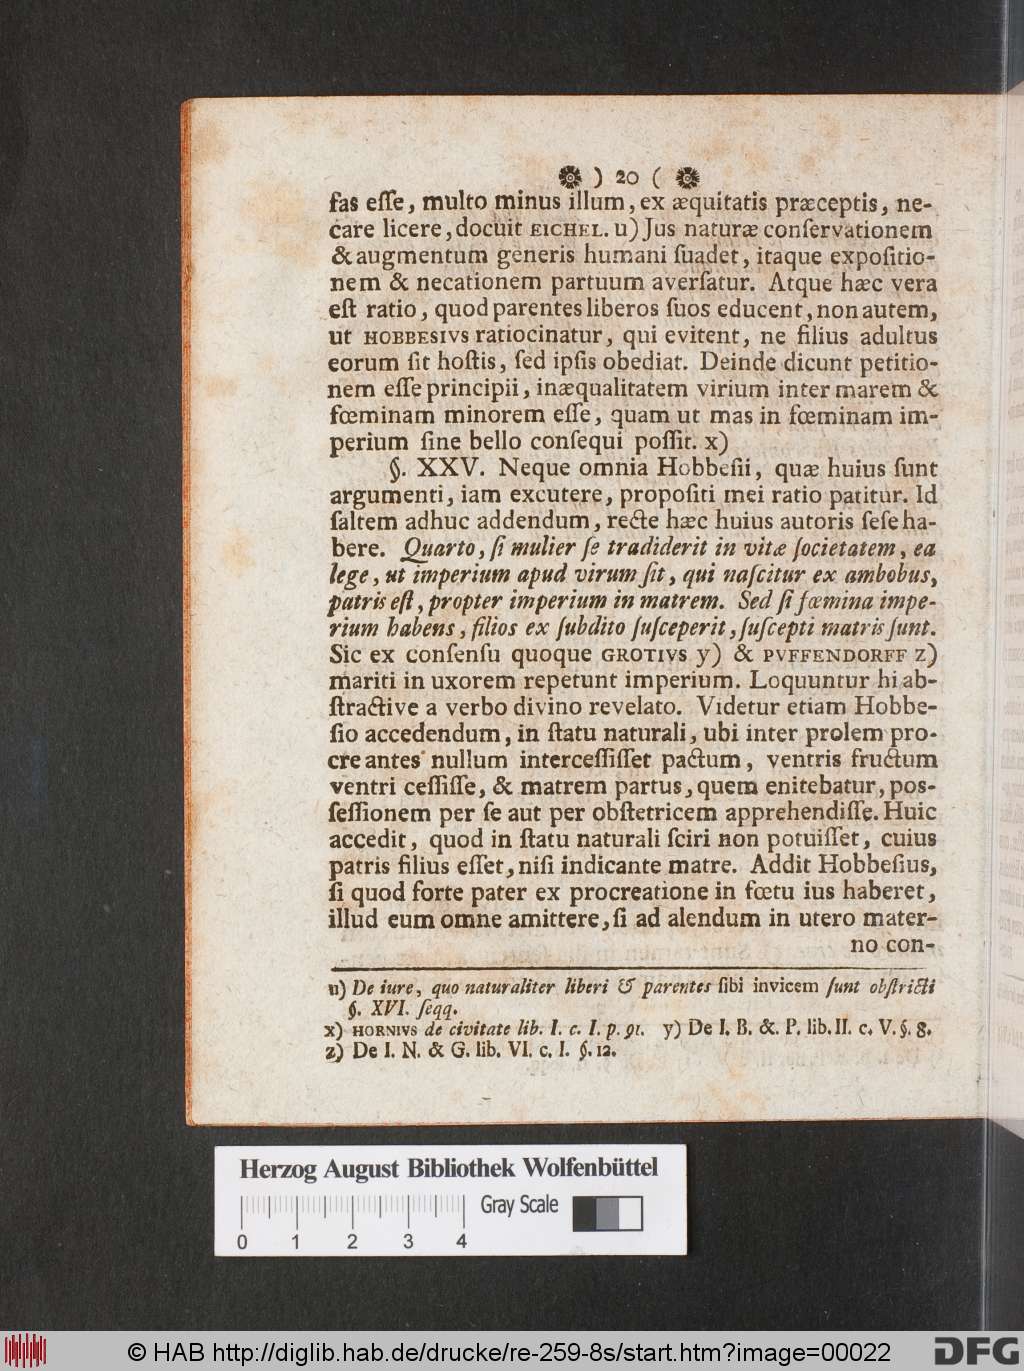 ❁ ) 20 ( ❁
fas eſſe, multo minus illum, ex æquitatis præceptis, ne-
care licere, docuit EICHEL. u) Jus naturæ conſervationem
& augmentum generis humani ſuadet, itaque expoſitio-
nem & necationem partuum averſatur. Atque hæc vera
eſt ratio, quod parentes liberos ſuos educent, non autem,
ut HOBBESIVS ratiocinatur, qui evitent, ne filius adultus
eorum ſit hoſtis, ſed ipſis obediat. Deinde dicunt petitio-
nem eſſe principii, inæqualitatem virium inter marem &
fœminam minorem eſſe, quam ut mas in fœminam im-
perium ſine bello conſequi poſſit. x)
§. XXV. Neque omnia Hobbeſii, quæ huius ſunt
argumenti, iam excutere, propoſiti mei ratio patitur. Id
ſaltem adhuc addendum, recte hæc huius autoris ſeſe ha-
bere. Quarto, ſi mulier ſe tradiderit in vitæ ſocietatem, ea
lege, ut imperium apud virum ſit, qui naſcitur ex ambobus,
patris eſt, propter imperium in matrem. Sed ſi fœmina impe-
rium habens, filios ex ſubdito ſuſceperit, ſuſcepti matris ſunt.
Sic ex conſenſu quoque GROTIVS y) & PVFFENDORFF z)
mariti in uxorem repetunt imperium. Loquuntur hi ab-
ſtractive a verbo divino revelato. Videtur etiam Hobbe-
ſio accedendum, in ſtatu naturali, ubi inter prolem pro-
creantes nullum interceſſiſſet pactum, ventris fructum
ventri ceſſiſſe, & matrem partus, quem enitebatur, poſ-
ſeſſionem per ſe aut per obſtetricem apprehendiſſe. Huic
accedit, quod in ſtatu naturali ſciri non potuiſſet, cuius
patris filius eſſet, niſi indicante matre. Addit Hobbeſius,
ſi quod forte pater ex procreatione in fœtu ius haberet,
illud eum omne amittere, ſi ad alendum in utero mater-
no con-
u) De iure, quo naturaliter liberi & parentes ſibi invicem ſunt obſtricti
§. XVI. ſeqq.
x) HORNIVS de civitate lib. I. c. I. p. 91. y) De I. B. &. P. lib. II. c. V. §. 8.
z) De I. N. & G. lib. VI. c. I. §. 12.
Herzog August Bibliothek Wolfenbüttel
Gray Scale
0 1 2 3 4
© HAB http://diglib.hab.de/drucke/re-259-8s/start.htm?image=00022
DFG